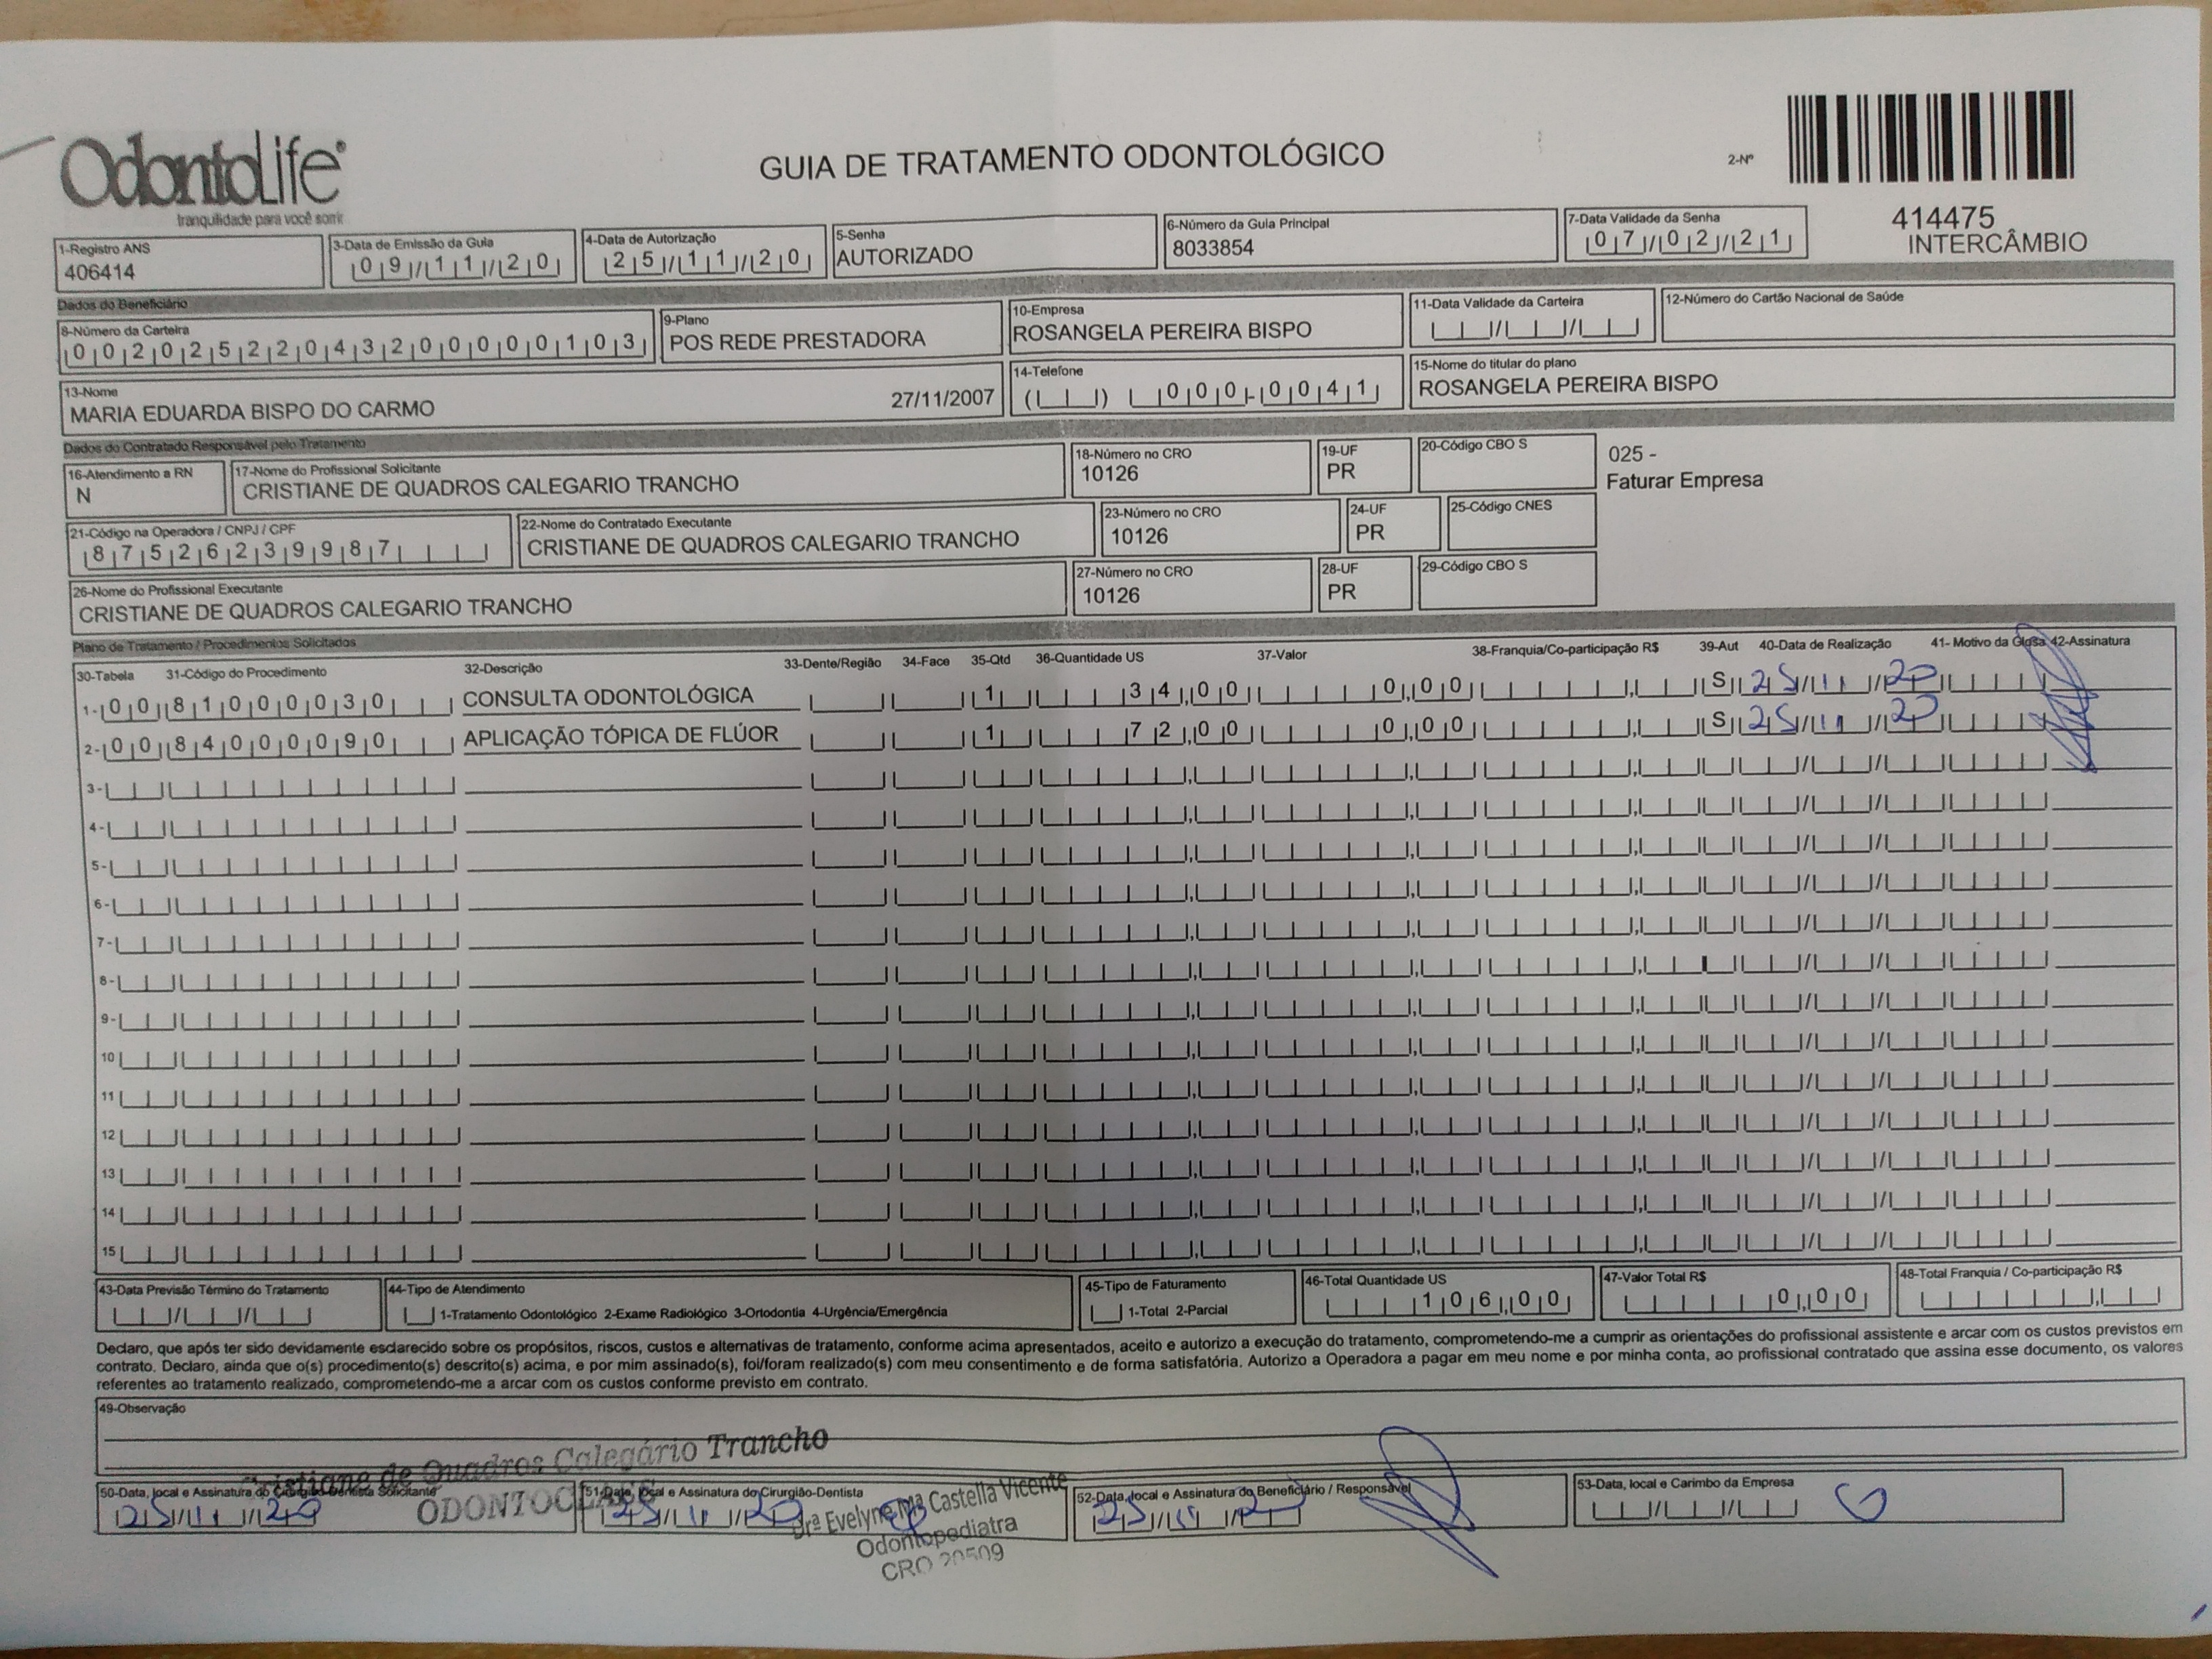 OdontoLife®
tranquilidade para você sorrir
GUIA DE TRATAMENTO ODONTOLÓGICO
2-Nº
414475
INTERCÂMBIO
1-Registro ANS
406414
3-Data de Emissão da Guia
09/11/20
4-Data de Autorização
25/11/20
5-Senha
AUTORIZADO
6-Número da Guia Principal
8033854
7-Data Validade da Senha
07/02/21
Dados do Beneficiário
8-Número da Carteira
00202522043200000103
9-Plano
POS REDE PRESTADORA
10-Empresa
ROSANGELA PEREIRA BISPO
11-Data Validade da Carteira
12-Número do Cartão Nacional de Saúde
13-Nome
MARIA EDUARDA BISPO DO CARMO 27/11/2007
14-Telefone
( ) 000-0041
15-Nome do titular do plano
ROSANGELA PEREIRA BISPO
Dados do Contratado Responsável pelo Tratamento
16-Atendimento a RN
N
17-Nome do Profissional Solicitante
CRISTIANE DE QUADROS CALEGARIO TRANCHO
18-Número no CRO
10126
19-UF
PR
20-Código CBO S
025 -
Faturar Empresa
21-Código na Operadora / CNPJ / CPF
87526239987
22-Nome do Contratado Executante
CRISTIANE DE QUADROS CALEGARIO TRANCHO
23-Número no CRO
10126
24-UF
PR
25-Código CNES
26-Nome do Profissional Executante
CRISTIANE DE QUADROS CALEGARIO TRANCHO
27-Número no CRO
10126
28-UF
PR
29-Código CBO S
Plano de Tratamento / Procedimentos Solicitados
30-Tabela 31-Código do Procedimento 32-Descrição 33-Dente/Região 34-Face 35-Qtd 36-Quantidade US 37-Valor 38-Franquia/Co-participação R$ 39-Aut 40-Data de Realização 41- Motivo da Glosa 42-Assinatura
1- 00 81000030 CONSULTA ODONTOLÓGICA 1 34,00 0,00 S 25/11/20
2- 00 84000090 APLICAÇÃO TÓPICA DE FLÚOR 1 72,00 0,00 S 25/11/20
3-
4-
5-
6-
7-
8-
9-
10
11
12
13
14
15
43-Data Previsão Término do Tratamento
44-Tipo de Atendimento
1-Tratamento Odontológico 2-Exame Radiológico 3-Ortodontia 4-Urgência/Emergência
45-Tipo de Faturamento
1-Total 2-Parcial
46-Total Quantidade US
106,00
47-Valor Total R$
0,00
48-Total Franquia / Co-participação R$
Declaro, que após ter sido devidamente esclarecido sobre os propósitos, riscos, custos e alternativas de tratamento, conforme acima apresentados, aceito e autorizo a execução do tratamento, comprometendo-me a cumprir as orientações do profissional assistente e arcar com os custos previstos em
contrato. Declaro, ainda que o(s) procedimento(s) descrito(s) acima, e por mim assinado(s), foi/foram realizado(s) com meu consentimento e de forma satisfatória. Autorizo a Operadora a pagar em meu nome e por minha conta, ao profissional contratado que assina esse documento, os valores
referentes ao tratamento realizado, comprometendo-me a arcar com os custos conforme previsto em contrato.
49-Observação
Cristiane de Quadros Calegário Trancho
ODONTOCLASS
50-Data, local e Assinatura do Cirurgião-Dentista Solicitante
25/11/20
51-Data, local e Assinatura do Cirurgião-Dentista
25/11/20
Drª Evelyne Mª Castella Vicente
Odontopediatra
CRO 20509
52-Data, local e Assinatura do Beneficiário / Responsável
25/11/20
53-Data, local e Carimbo da Empresa